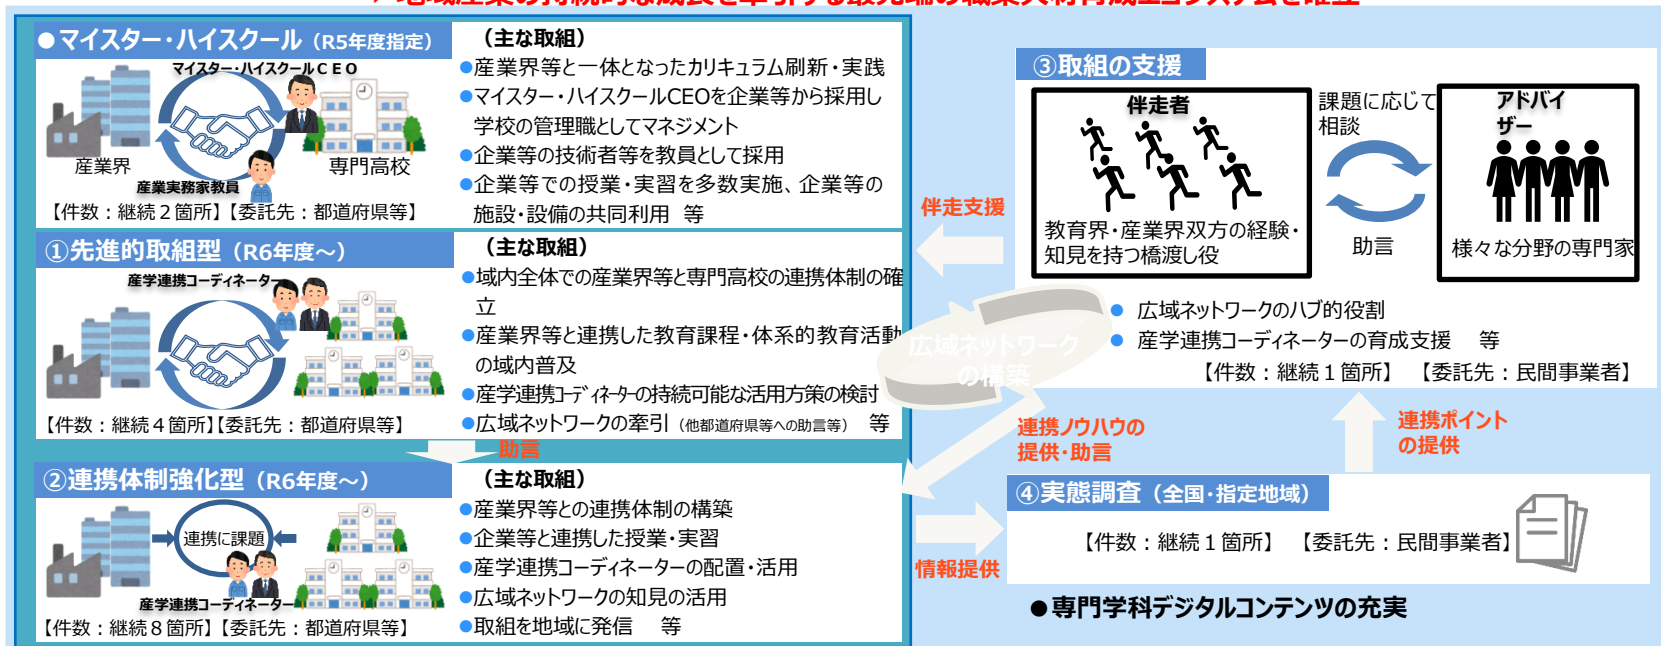 ●マイスター・ハイスクール（R5年度指定）
マイスター・ハイスクールＣＥＯ
産業界
専門高校
産業実務家教員
【件数：継続２箇所】【委託先：都道府県等】
（主な取組）
●産業界等と一体となったカリキュラム刷新・実践
●マイスター・ハイスクールCEOを企業等から採用し
学校の管理職としてマネジメント
●企業等の技術者等を教員として採用
●企業等での授業・実習を多数実施、企業等の
施設・設備の共同利用　等
①先進的取組型（R6年度～）
産学連携コーディネーター
【件数：継続４箇所】【委託先：都道府県等】
（主な取組）
●域内全体での産業界等と専門高校の連携体制の確
立
●産業界等と連携した教育課程・体系的教育活動
の域内普及
●産学連携コーディネーターの持続可能な活用方策の検討
●広域ネットワークの牽引（他都道府県等への助言等）　等
助言
②連携体制強化型（R6年度～）
連携に課題
産学連携コーディネーター
【件数：継続８箇所】【委託先：都道府県等】
（主な取組）
●産業界等との連携体制の構築
●企業等と連携した授業・実習
●産学連携コーディネーターの配置・活用
●広域ネットワークの知見の活用
●取組を地域に発信　等
伴走支援
広域ネットワーク
の構築
連携ノウハウの
提供・助言
情報提供
③取組の支援
伴走者
教育界・産業界双方の経験・
知見を持つ橋渡し役
課題に応じて
相談
助言
アドバイ
ザー
様々な分野の専門家
● 広域ネットワークのハブ的役割
● 産学連携コーディネーターの育成支援　等
【件数：継続１箇所】　【委託先：民間事業者】
連携ポイント
の提供
④実態調査（全国・指定地域）
【件数：継続１箇所】　【委託先：民間事業者】
●専門学科デジタルコンテンツの充実